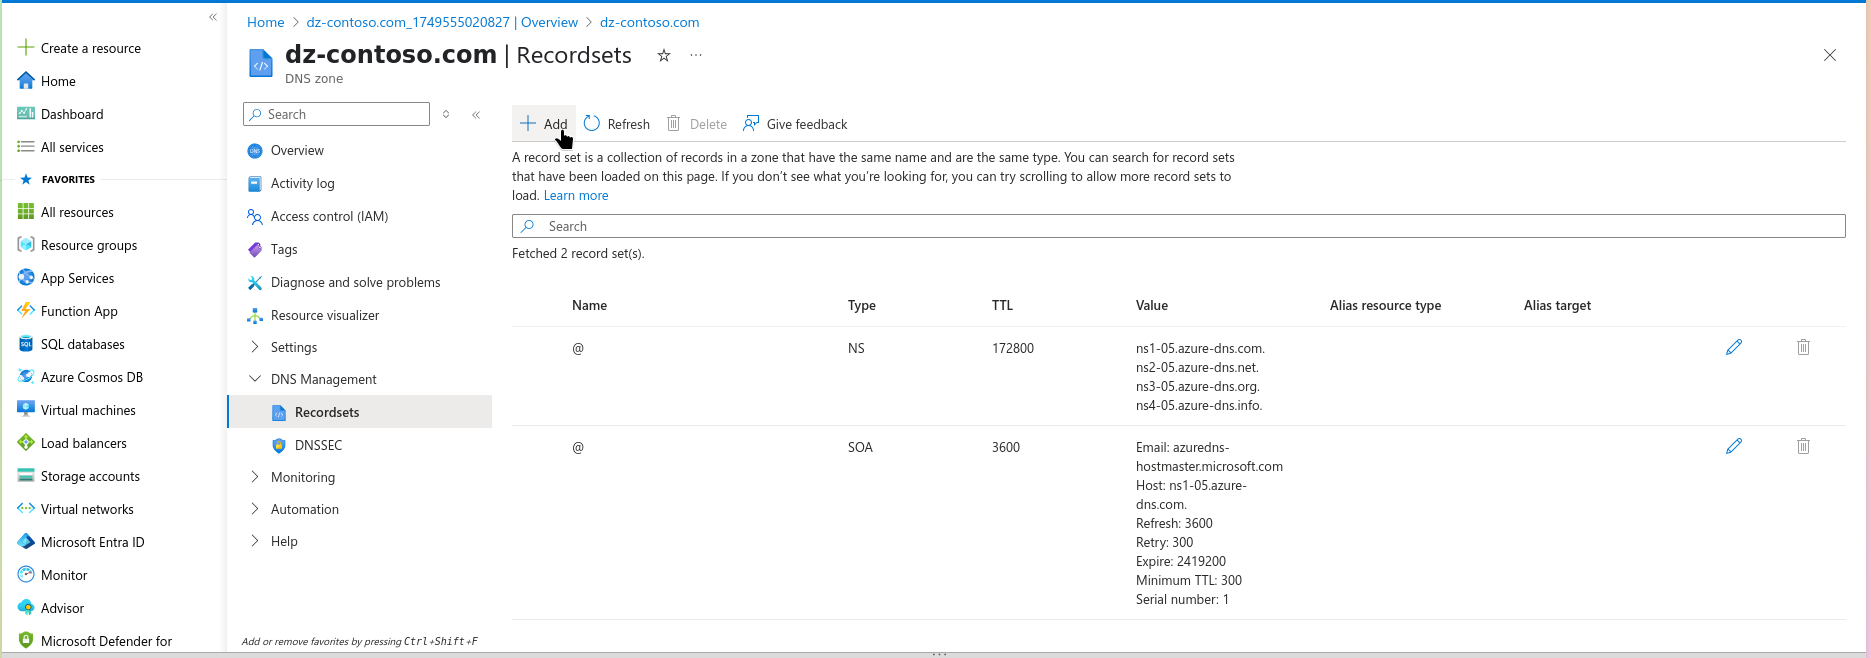 Home > dz-contoso.com_1749555020827 | Overview > dz-contoso.com
dz-contoso.com | Recordsets
DNS zone
Create a resource
Home
Dashboard
All services
FAVORITES
All resources
Resource groups
App Services
Function App
SQL databases
Azure Cosmos DB
Virtual machines
Load balancers
Storage accounts
Virtual networks
Microsoft Entra ID
Monitor
Advisor
Microsoft Defender for
Search
Overview
Activity log
Access control (IAM)
Tags
Diagnose and solve problems
Resource visualizer
Settings
DNS Management
Recordsets
DNSSEC
Monitoring
Automation
Help
Add or remove favorites by pressing Ctrl+Shift+F
Add Refresh Delete Give feedback
A record set is a collection of records in a zone that have the same name and are the same type. You can search for record sets
that have been loaded on this page. If you don't see what you're looking for, you can try scrolling to allow more record sets to
load. Learn more
Search
Fetched 2 record set(s).
Name Type TTL Value Alias resource type Alias target
@ NS 172800 ns1-05.azure-dns.com.
ns2-05.azure-dns.net.
ns3-05.azure-dns.org.
ns4-05.azure-dns.info.
@ SOA 3600 Email: azuredns-
hostmaster.microsoft.com
Host: ns1-05.azure-
dns.com.
Refresh: 3600
Retry: 300
Expire: 2419200
Minimum TTL: 300
Serial number: 1